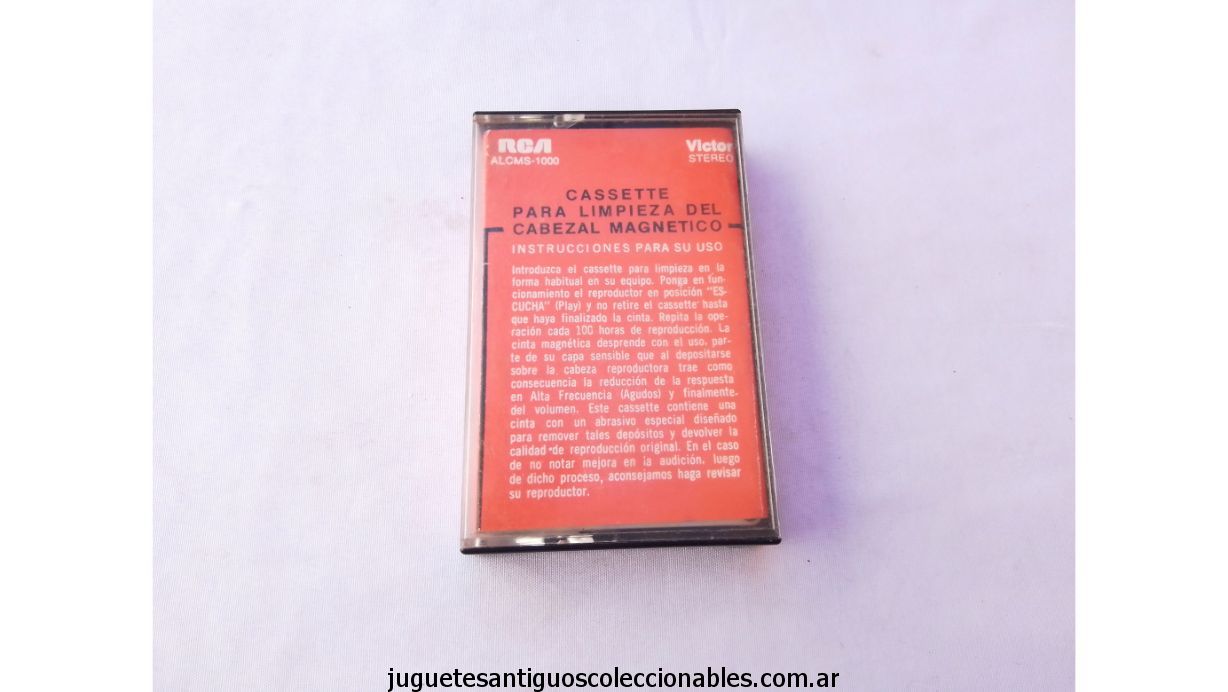 RCA Victor
ALCMS-1000 STEREO
CASSETTE
PARA LIMPIEZA DEL
CABEZAL MAGNETICO
INSTRUCCIONES PARA SU USO
Introduzca el cassette para limpieza en la
forma habitual en su equipo. Ponga en fun-
cionamiento el reproductor en posición "ES-
CUCHA" (Play) y no retire el cassette hasta
que haya finalizado la cinta. Repita la ope-
ración cada 100 horas de reproducción. La
cinta magnética desprende con el uso, par-
te de su capa sensible que al depositarse
sobre la cabeza reproductora trae como
consecuencia la reducción de la respuesta
en Alta Frecuencia (Agudos) y finalmente
del volumen. Este cassette contiene una
cinta con un abrasivo especial diseñado
para remover tales depósitos y devolver la
calidad de reproducción original. En el caso
de no notar mejora en la audición, luego
de dicho proceso, aconsejamos haga revisar
su reproductor.
juguetesantiguoscoleccionables.com.ar